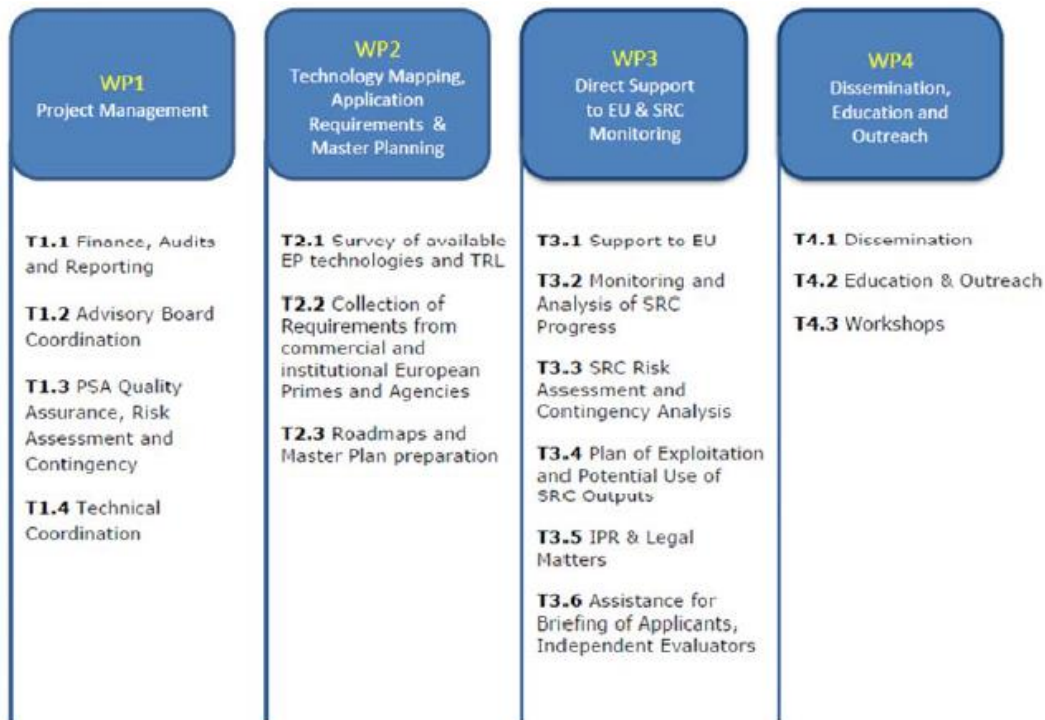 WP1
Project Management
T1.1 Finance, Audits
and Reporting
T1.2 Advisory Board
Coordination
T1.3 PSA Quality
Assurance, Risk
Assessment and
Contingency
T1.4 Technical
Coordination
WP2
Technology Mapping,
Application
Requirements &
Master Planning
T2.1 Survey of available
EP technologies and TRL
T2.2 Collection of
Requirements from
commercial and
institutional European
Primes and Agencies
T2.3 Roadmaps and
Master Plan preparation
WP3
Direct Support
to EU & SRC
Monitoring
T3.1 Support to EU
T3.2 Monitoring and
Analysis of SRC
Progress
T3.3 SRC Risk
Assessment and
Contingency Analysis
T3.4 Plan of Exploitation
and Potential Use of
SRC Outputs
T3.5 IPR & Legal
Matters
T3.6 Assistance for
Briefing of Applicants,
Independent Evaluators
WP4
Dissemination,
Education and
Outreach
T4.1 Dissemination
T4.2 Education & Outreach
T4.3 Workshops